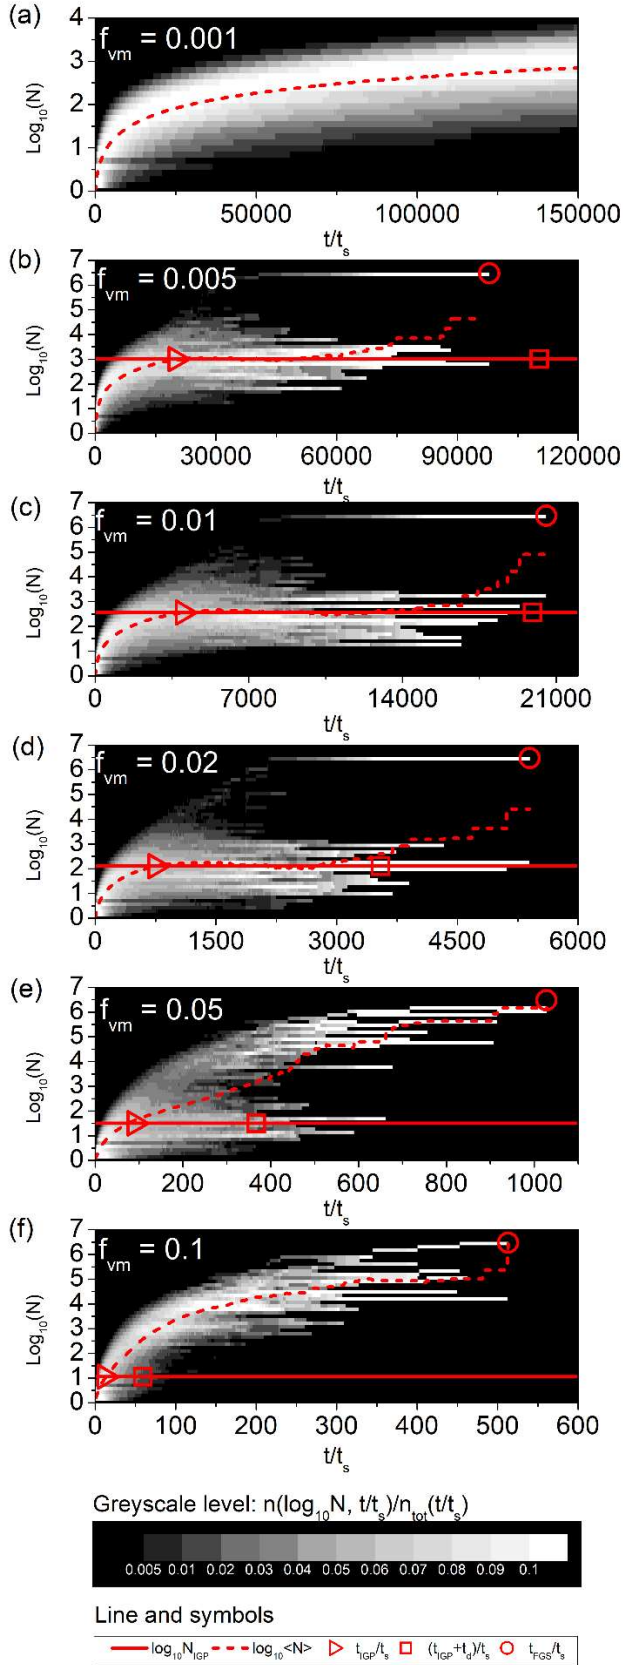 (a)
f_vm = 0.001
4
3
2
1
0
Log₁₀(N)
0 50000 100000 150000
t/t_s
(b)
f_vm = 0.005
7
6
5
4
3
2
1
0
Log₁₀(N)
0 30000 60000 90000 120000
t/t_s
(c)
f_vm = 0.01
7
6
5
4
3
2
1
0
Log₁₀(N)
0 7000 14000 21000
t/t_s
(d)
f_vm = 0.02
7
6
5
4
3
2
1
0
Log₁₀(N)
0 1500 3000 4500 6000
t/t_s
(e)
f_vm = 0.05
7
6
5
4
3
2
1
0
Log₁₀(N)
0 200 400 600 800 1000
t/t_s
(f)
f_vm = 0.1
7
6
5
4
3
2
1
0
Log₁₀(N)
0 100 200 300 400 500 600
t/t_s
Greyscale level: n(log₁₀N, t/t_s)/n_tot(t/t_s)
0.005 0.01 0.02 0.03 0.04 0.05 0.06 0.07 0.08 0.09 0.1
Line and symbols
log₁₀N_IGP log₁₀<N> t_IGP/t_s (t_IGP+t_d)/t_s t_FGS/t_s